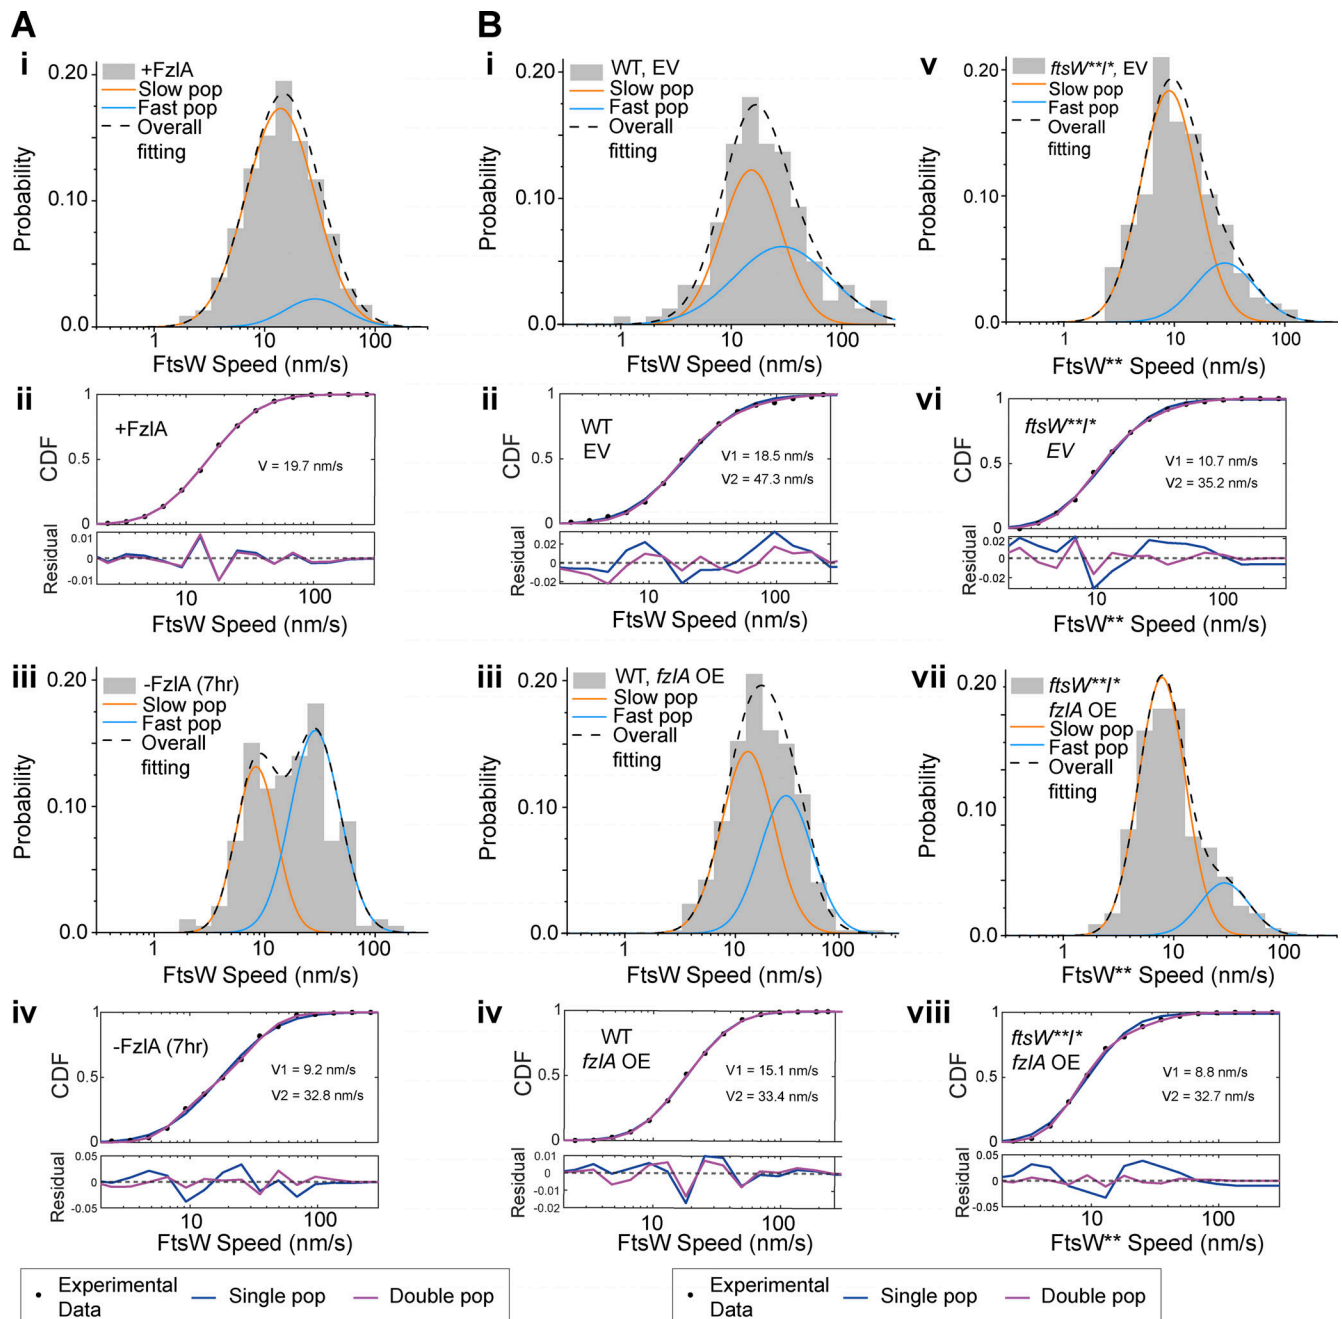 A
i
0.20
0.10
0.0
Probability
+FzlA
Slow pop
Fast pop
Overall
fitting
1
10
100
FtsW Speed (nm/s)
ii
1
0.5
0
CDF
+FzlA
V = 19.7 nm/s
0.01
0
-0.01
Residual
10
100
FtsW Speed (nm/s)
iii
0.20
0.10
0.0
Probability
-FzlA (7hr)
Slow pop
Fast pop
Overall
fitting
1
10
100
FtsW Speed (nm/s)
iv
1
0.5
0
CDF
-FzlA (7hr)
V1 = 9.2 nm/s
V2 = 32.8 nm/s
0.05
0
-0.05
Residual
10
100
FtsW Speed (nm/s)
B
i
0.20
0.10
0.0
Probability
WT, EV
Slow pop
Fast pop
Overall
fitting
1
10
100
FtsW Speed (nm/s)
ii
1
0.5
0
CDF
WT
EV
V1 = 18.5 nm/s
V2 = 47.3 nm/s
0.02
0
-0.02
Residual
10
100
FtsW Speed (nm/s)
iii
0.20
0.10
0.0
Probability
WT, fzlA OE
Slow pop
Fast pop
Overall
fitting
1
10
100
FtsW Speed (nm/s)
iv
1
0.5
0
CDF
WT
fzlA OE
V1 = 15.1 nm/s
V2 = 33.4 nm/s
0.01
0
-0.01
-0.02
Residual
10
100
FtsW Speed (nm/s)
v
0.20
0.10
0.0
Probability
ftsW**I*, EV
Slow pop
Fast pop
Overall
fitting
1
10
100
FtsW** Speed (nm/s)
vi
1
0.5
0
CDF
ftsW**I*
EV
V1 = 10.7 nm/s
V2 = 35.2 nm/s
0.02
0
-0.02
Residual
10
100
FtsW** Speed (nm/s)
vii
0.20
0.10
0.0
Probability
ftsW**I*
fzlA OE
Slow pop
Fast pop
Overall
fitting
1
10
100
FtsW** Speed (nm/s)
viii
1
0.5
0
CDF
ftsW**I*
fzlA OE
V1 = 8.8 nm/s
V2 = 32.7 nm/s
0.05
0
-0.05
Residual
10
100
FtsW** Speed (nm/s)
Experimental
Data
Single pop
Double pop
Experimental
Data
Single pop
Double pop